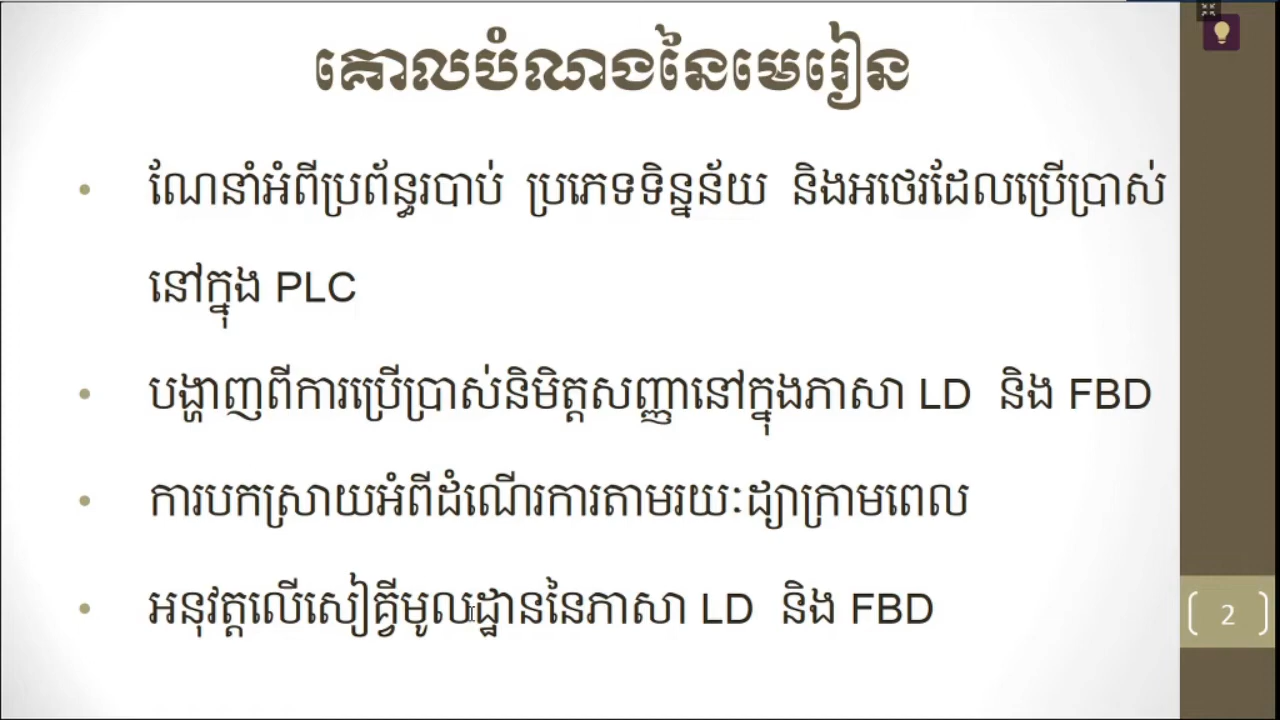 គោលបំណងនៃមេរៀន
• ណែនាំអំពីប្រព័ន្ធរបាប់ ប្រភេទទិន្នន័យ និងអថេរដែលប្រើប្រាស់
នៅក្នុង PLC
• បង្ហាញពីការប្រើប្រាស់និមិត្តសញ្ញានៅក្នុងភាសា LD និង FBD
• ការបកស្រាយអំពីដំណើរការតាមរយៈដ្យាក្រាមពេល
• អនុវត្តលើសៀគ្វីមូលដ្ឋាននៃភាសា LD និង FBD
2